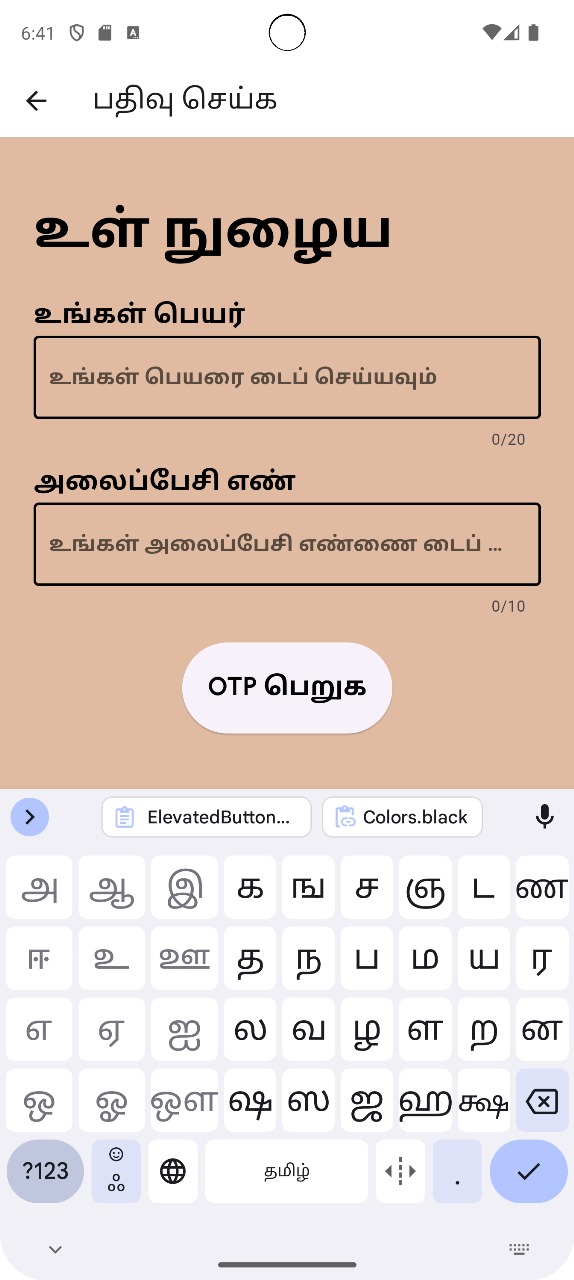 6:41
பதிவு செய்க
உள் நுழைய
உங்கள் பெயர்
உங்கள் பெயரை டைப் செய்யவும்
0/20
அலைப்பேசி எண்
உங்கள் அலைப்பேசி எண்ணை டைப் ...
0/10
OTP பெறுக
ElevatedButton... Colors.black
அ ஆ இ க ங ச ஞ ட ண
ஈ உ ஊ த ந ப ம ய ர
எ ஏ ஐ ல வ ழ ள ற ன
ஒ ஓ ஔ ஷ ஸ ஜ ஹ க்ஷ
?123 தமிழ் .